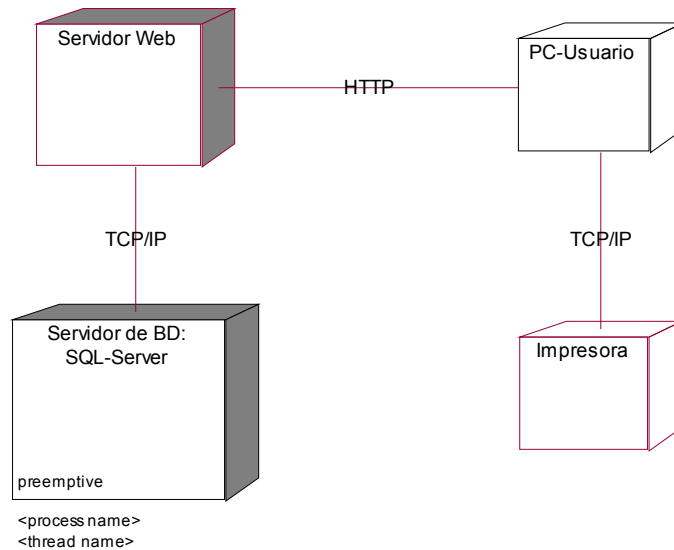 Servidor Web
PC-Usuario
HTTP
TCP/IP
TCP/IP
Servidor de BD:
SQL-Server
Impresora
preemptive
<process name>
<thread name>